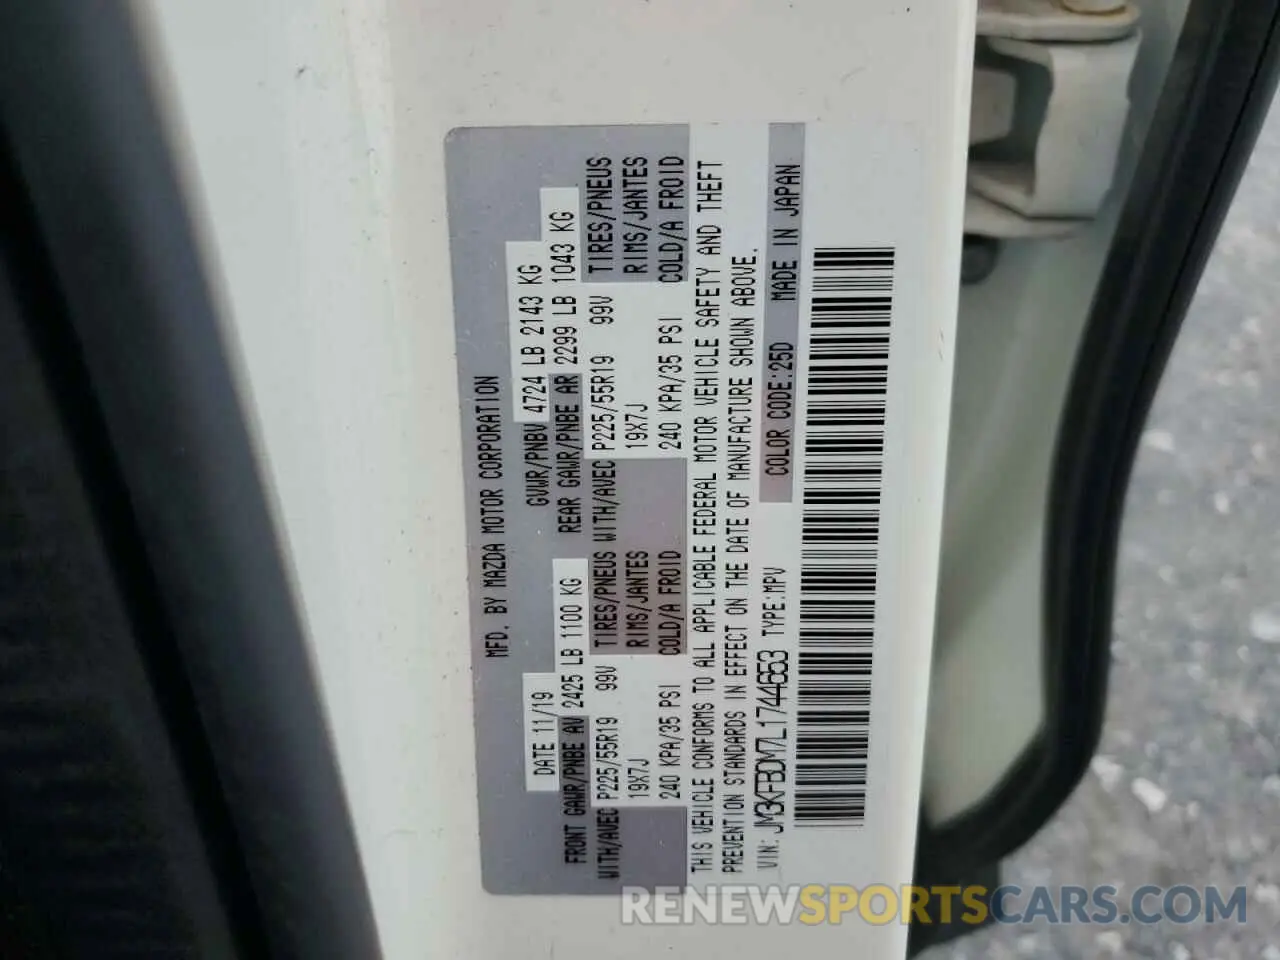 MFD. BY MAZDA MOTOR CORPORATION
DATE 11/19 GVWR/PNBV 4724 LB 2143 KG
FRONT GAWR/PNBE AV 2425 LB 1100 KG REAR GAWR/PNBE AR 2299 LB 1043 KG
WITH/AVEC P225/55R19 99V TIRES/PNEUS WITH/AVEC P225/55R19 99V TIRES/PNEUS
19X7J RIMS/JANTES 19X7J RIMS/JANTES
240 KPA/35 PSI COLD/A FROID 240 KPA/35 PSI COLD/A FROID
THIS VEHICLE CONFORMS TO ALL APPLICABLE FEDERAL MOTOR VEHICLE SAFETY AND THEFT
PREVENTION STANDARDS IN EFFECT ON THE DATE OF MANUFACTURE SHOWN ABOVE.
VIN: JM3KFBDM7L1744653 TYPE:MPV COLOR CODE:25D MADE IN JAPAN
RENEWSPORTSCARS.COM